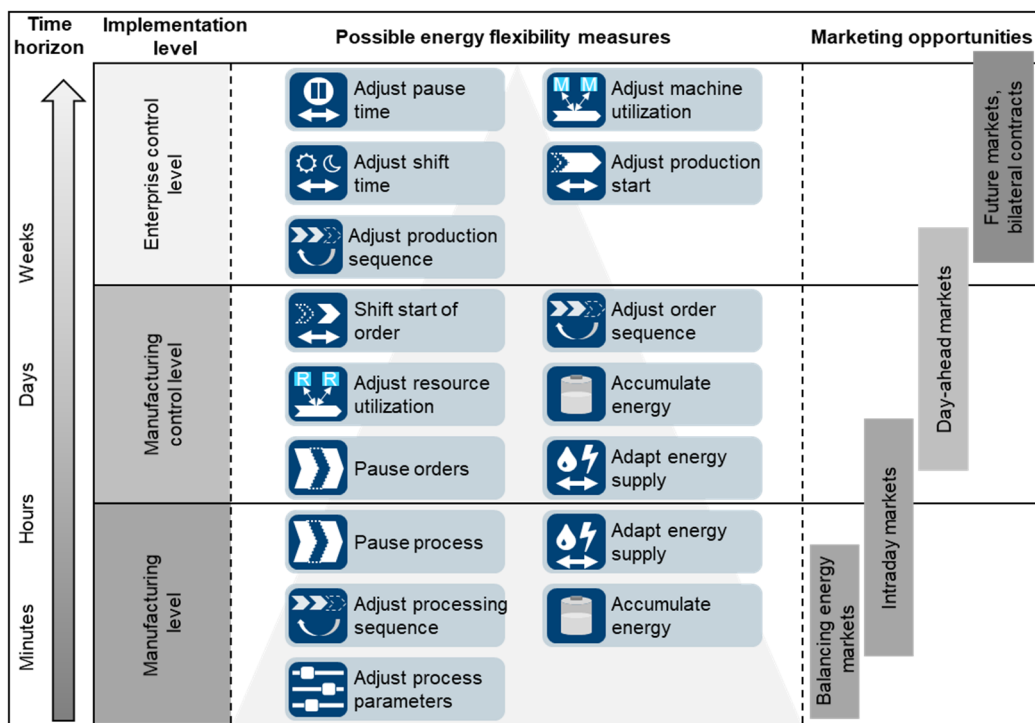 Time
horizon
Implementation
level
Possible energy flexibility measures
Marketing opportunities
Weeks
Days
Hours
Minutes
Enterprise control
level
Adjust pause
time
M M
Adjust machine
utilization
Adjust shift
time
Adjust production
start
Adjust production
sequence
Manufacturing
control level
Shift start of
order
Adjust order
sequence
R R
Adjust resource
utilization
Accumulate
energy
Pause orders
Adapt energy
supply
Manufacturing
level
Pause process
Adapt energy
supply
Adjust processing
sequence
Accumulate
energy
Adjust process
parameters
Future markets,
bilateral contracts
Day-ahead markets
Intraday markets
Balancing energy
markets